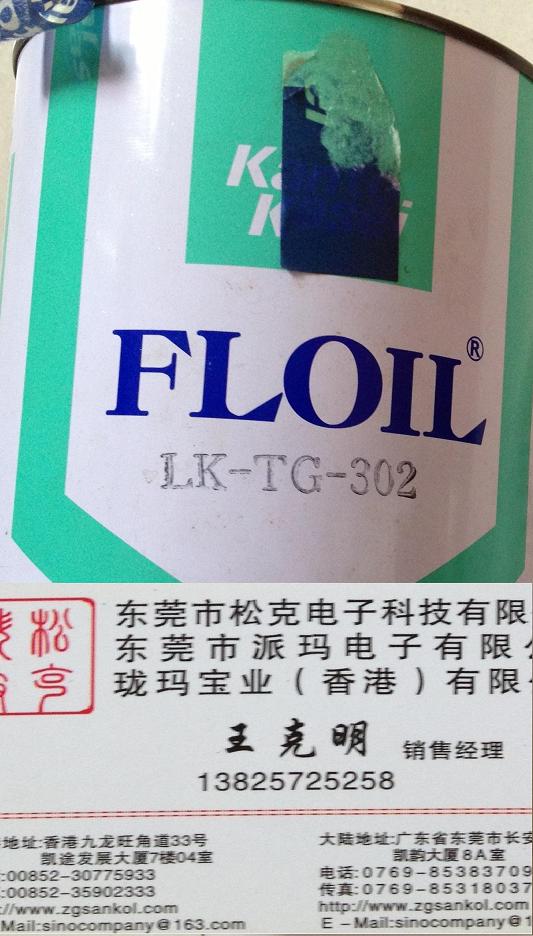 FLOIL®
LK-TG-302
东莞市松克电子科技有限
东莞市派玛电子有限
珑玛宝业（香港）有限
王克明 销售经理
13825725258
地址:香港九龙旺角道33号
凯途发展大厦7楼04室
:00852-30775933
:00852-35902333
://www.zgsankol.com
-Mail:sinocompany@163.com
大陆地址:广东省东莞市长安
凯韵大厦8A室
电话:0769-85383709
传真:0769-85318037
http://www.zgsankol.com
E-Mail:sinocompany@1